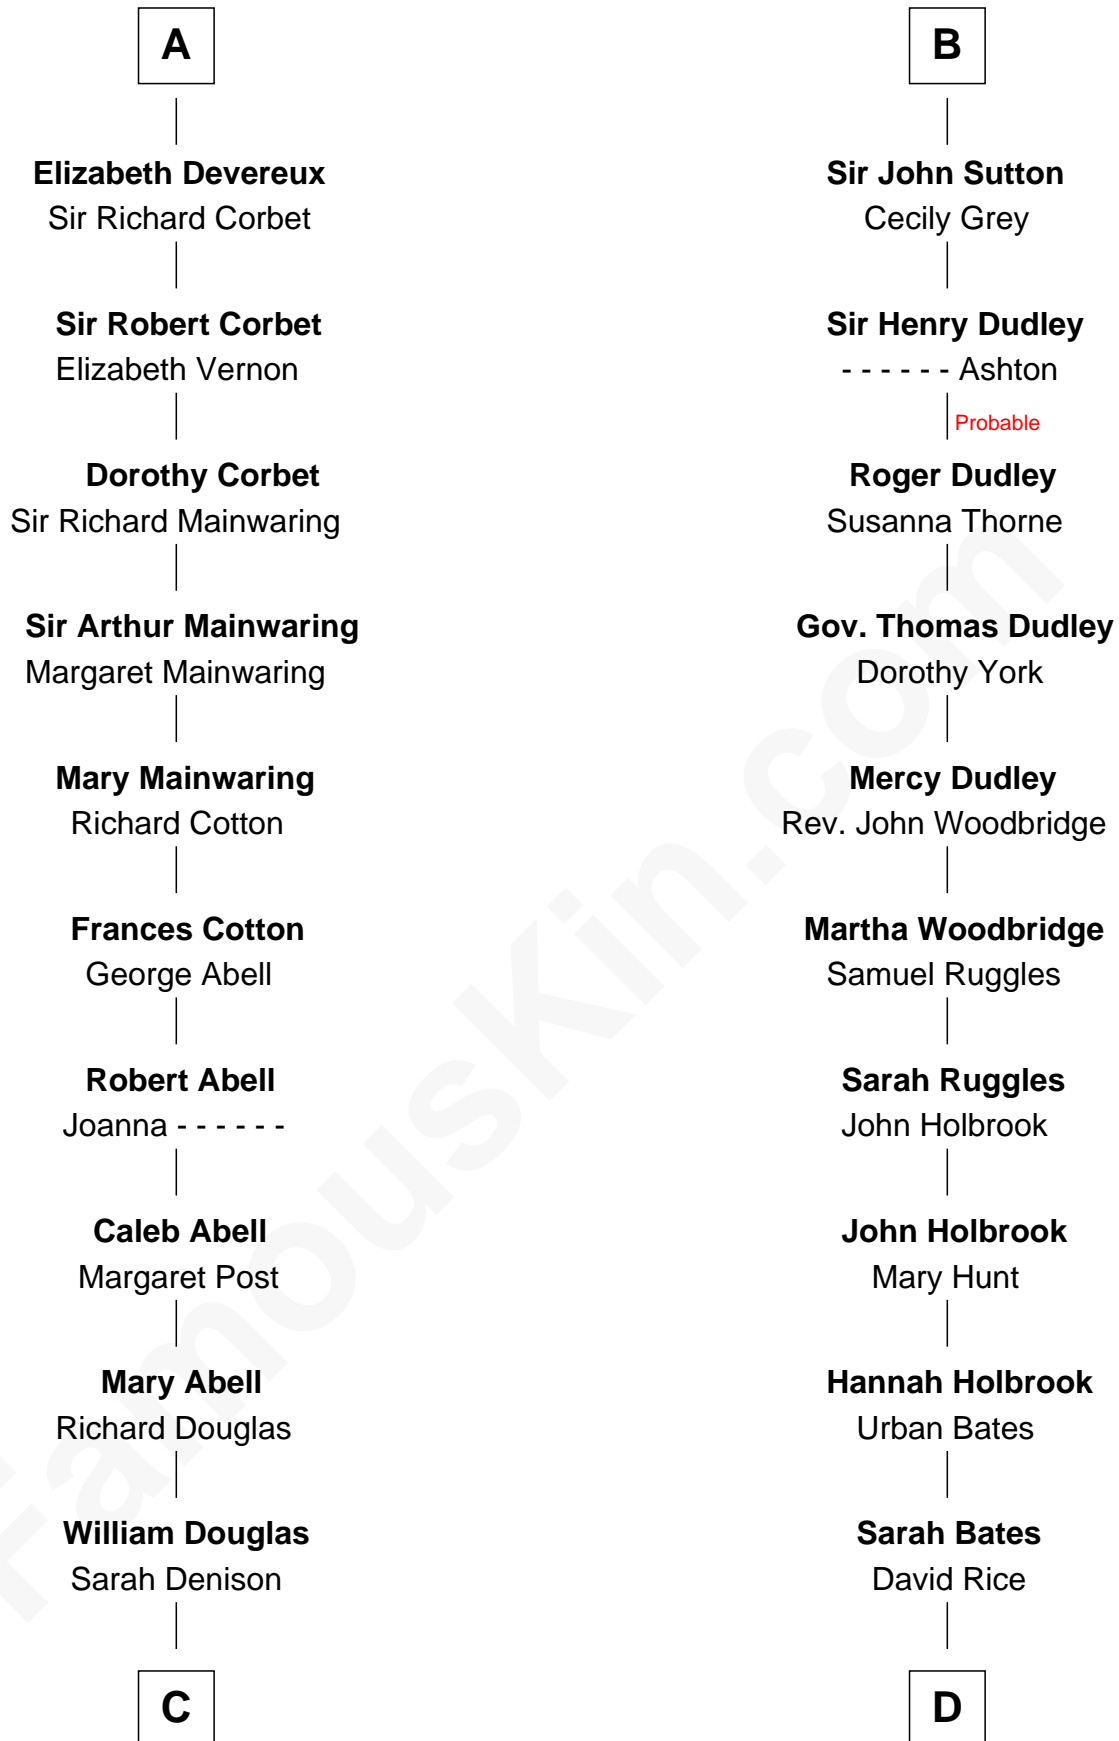 A
Elizabeth Devereux
Sir Richard Corbet
Sir Robert Corbet
Elizabeth Vernon
Dorothy Corbet
Sir Richard Mainwaring
Sir Arthur Mainwaring
Margaret Mainwaring
Mary Mainwaring
Richard Cotton
Frances Cotton
George Abell
Robert Abell
Joanna - - - - - -
Caleb Abell
Margaret Post
Mary Abell
Richard Douglas
William Douglas
Sarah Denison
C
B
Sir John Sutton
Cecily Grey
Sir Henry Dudley
- - - - - - Ashton
Probable
Roger Dudley
Susanna Thorne
Gov. Thomas Dudley
Dorothy York
Mercy Dudley
Rev. John Woodbridge
Martha Woodbridge
Samuel Ruggles
Sarah Ruggles
John Holbrook
John Holbrook
Mary Hunt
Hannah Holbrook
Urban Bates
Sarah Bates
David Rice
D
FamousKin.com